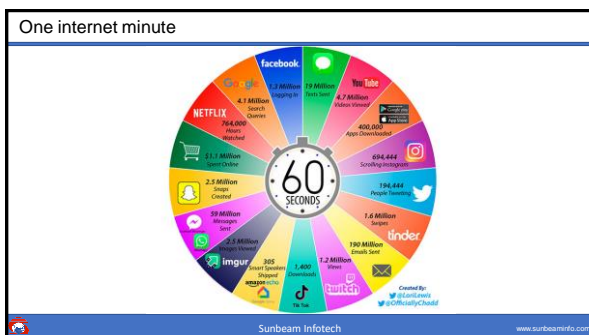 One internet minute
facebook.
1.3 Million
Logging In
19 Million
Texts Sent
YouTube
4.7 Million
Videos Viewed
Google play
App Store
400,000
Apps Downloaded
694,444
Scrolling Instagram
194,444
People Tweeting
1.6 Million
Swipes
tinder
190 Million
Emails Sent
1.2 Million
Views
twitch
1,400
Downloads
Tik Tok
305
Smart Speakers
Shipped
amazon echo
2.5 Million
Images Viewed
imgur
59 Million
Messages
Sent
2.5 Million
Snaps
Created
$1.1 Million
Spent Online
NETFLIX
764,000
Hours
Watched
Google
4.1 Million
Search
Queries
60
SECONDS
Created By:
@LoriLewis
@OfficiallyChadd
Sunbeam Infotech
www.sunbeaminfo.com